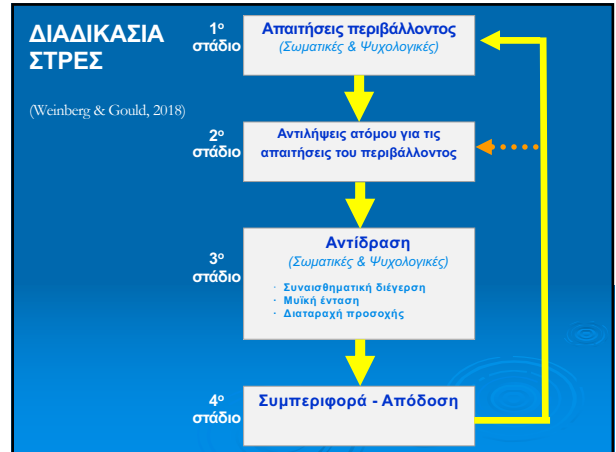 ΔΙΑΔΙΚΑΣΙΑ
ΣΤΡΕΣ
(Weinberg & Gould, 2018)
1ο
στάδιο
Απαιτήσεις περιβάλλοντος
(Σωματικές & Ψυχολογικές)
2ο
στάδιο
Αντιλήψεις ατόμου για τις
απαιτήσεις του περιβάλλοντος
3ο
στάδιο
Αντίδραση
(Σωματικές & Ψυχολογικές)
· Συναισθηματική διέγερση
· Μυϊκή ένταση
· Διαταραχή προσοχής
4ο
στάδιο
Συμπεριφορά - Απόδοση